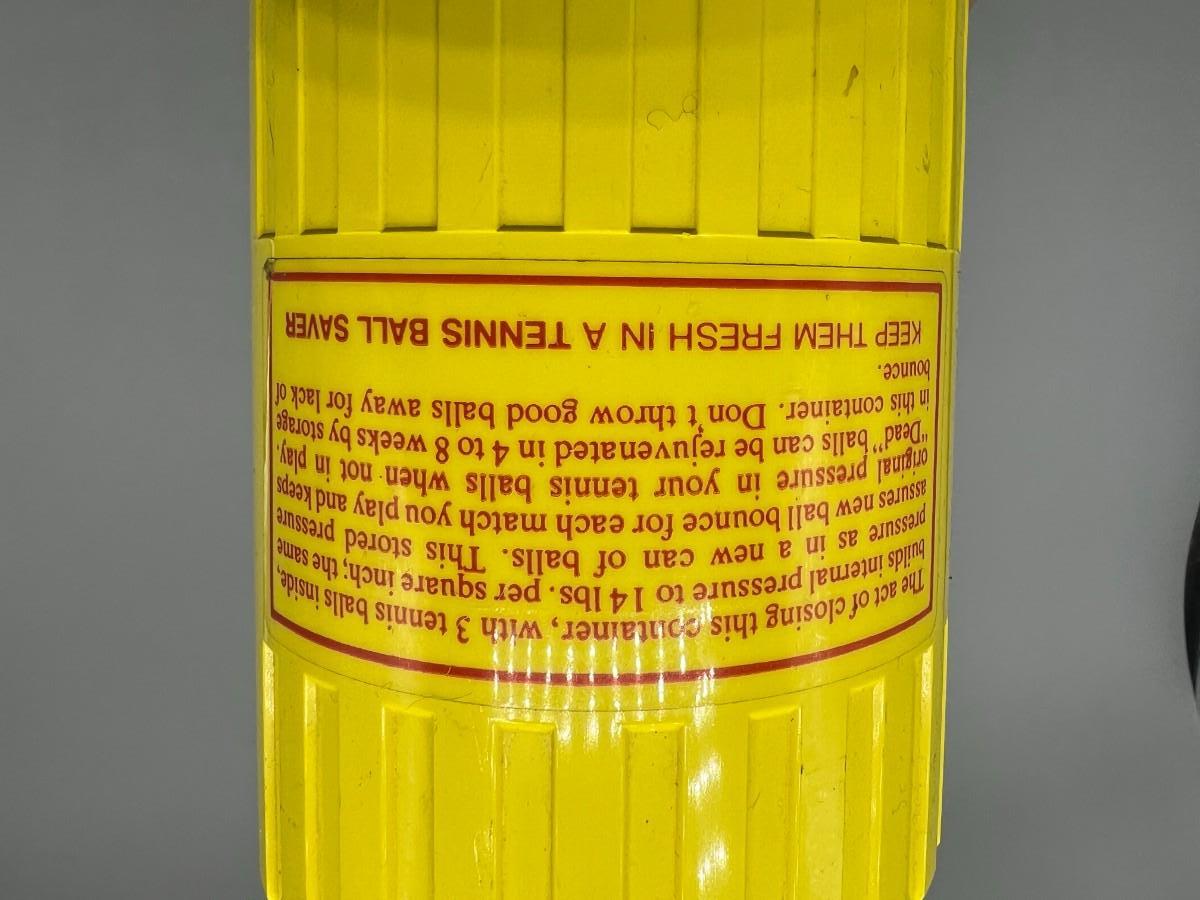 The act of closing this container, with 3 tennis balls inside,
builds internal pressure to 14 lbs. per square inch; the same
pressure as in a new can of balls. This stored pressure
assures new ball bounce for each match you play and keeps
original pressure in your tennis balls when not in play.
“Dead” balls can be rejuvenated in 4 to 8 weeks by storage
in this container. Don't throw good balls away for lack of
bounce.
KEEP THEM FRESH IN A TENNIS BALL SAVER